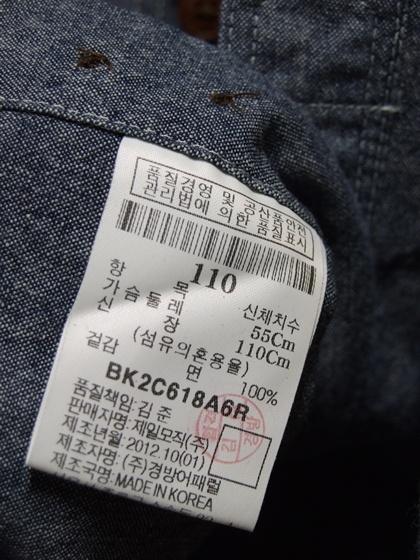 품질경영 및 공산품안전
관리법에 의한 품질표시
110
항 목 신체치수
가슴둘레 55Cm
신 장 110Cm
(섬유의혼용율)
겉감 면 100%
BK2C618A6R
품질책임: 김 준
판매자명: 제일모직(주)
제조년월: 2012.10(01)
제조자명: (주)경방어패럴
제조국명: MADE IN KOREA